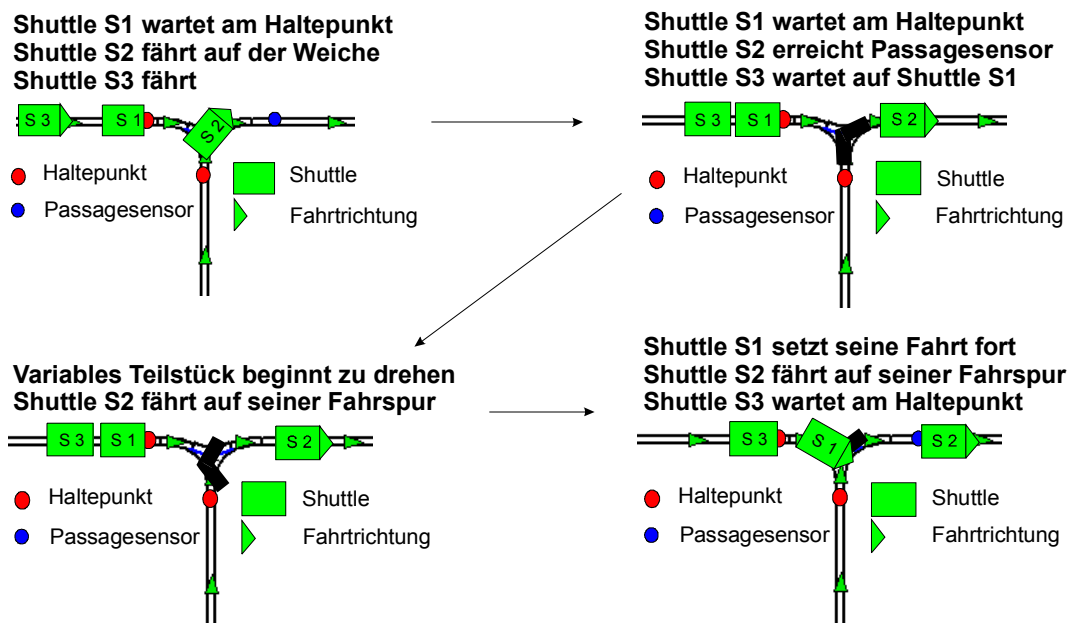 Shuttle S1 wartet am Haltepunkt
Shuttle S2 fährt auf der Weiche
Shuttle S3 fährt
S 3
S 1
S 2
Haltepunkt
Shuttle
Passagesensor
Fahrtrichtung
Shuttle S1 wartet am Haltepunkt
Shuttle S2 erreicht Passagesensor
Shuttle S3 wartet auf Shuttle S1
S 3
S 1
S 2
Haltepunkt
Shuttle
Passagesensor
Fahrtrichtung
Variables Teilstück beginnt zu drehen
Shuttle S2 fährt auf seiner Fahrspur
S 3
S 1
S 2
Haltepunkt
Shuttle
Passagesensor
Fahrtrichtung
Shuttle S1 setzt seine Fahrt fort
Shuttle S2 fährt auf seiner Fahrspur
Shuttle S3 wartet am Haltepunkt
S 3
S 1
S 2
Haltepunkt
Shuttle
Passagesensor
Fahrtrichtung